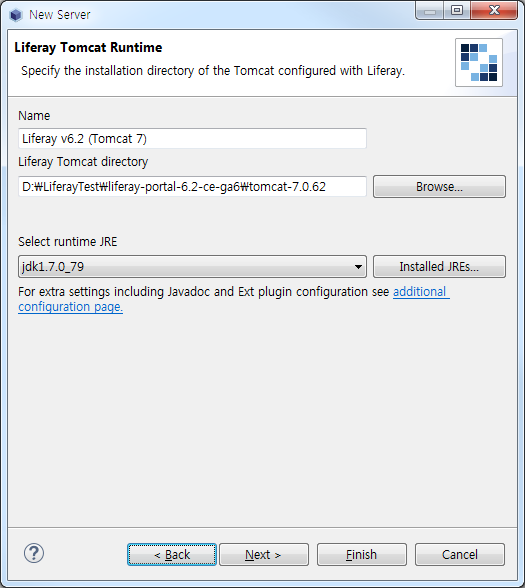 New Server
Liferay Tomcat Runtime
Specify the installation directory of the Tomcat configured with Liferay.
Name
Liferay v6.2 (Tomcat 7)
Liferay Tomcat directory
D:₩LiferayTest₩liferay-portal-6.2-ce-ga6₩tomcat-7.0.62
Browse...
Select runtime JRE
jdk1.7.0_79
Installed JREs...
For extra settings including Javadoc and Ext plugin configuration see additional
configuration page.
?
< Back
Next >
Finish
Cancel